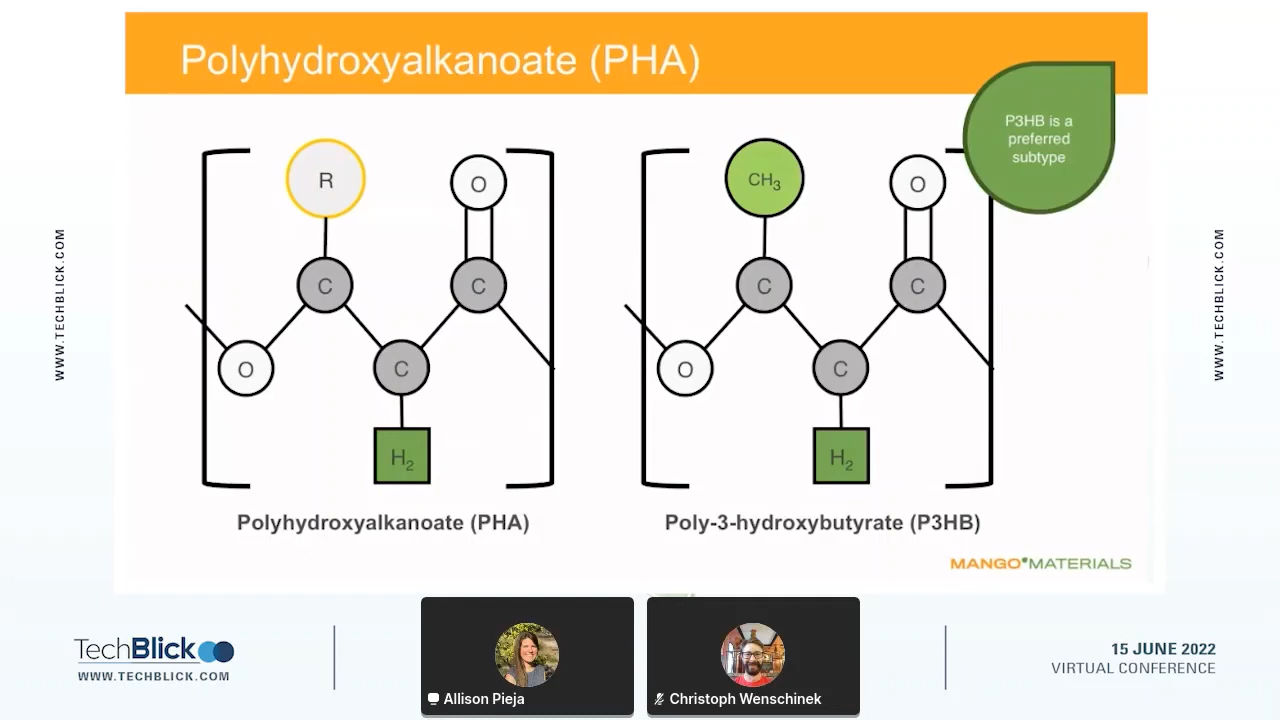 Polyhydroxyalkanoate (PHA)
P3HB is a
preferred
subtype
R
O
C
C
O
C
H2
Polyhydroxyalkanoate (PHA)
CH3
O
C
C
O
C
H2
Poly-3-hydroxybutyrate (P3HB)
MANGO MATERIALS
WWW.TECHBLICK.COM
WWW.TECHBLICK.COM
TechBlick
WWW.TECHBLICK.COM
Allison Pieja
Christoph Wenschinek
15 JUNE 2022
VIRTUAL CONFERENCE